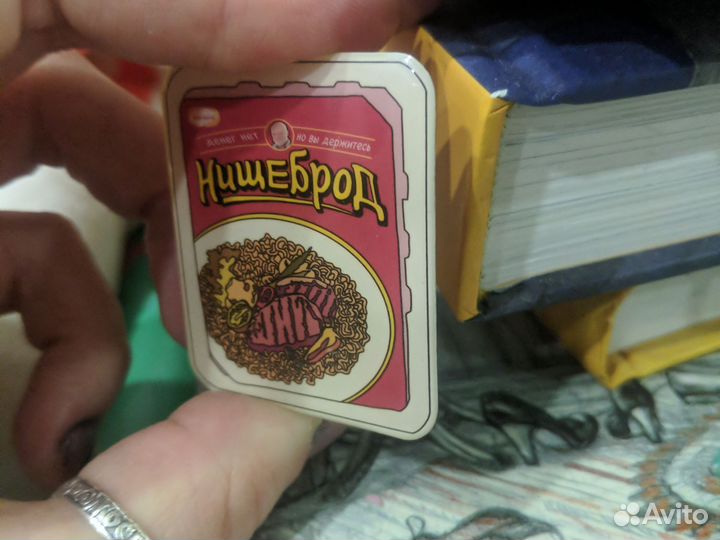 Денег нет но вы держитесь
Нищеброд
Avito